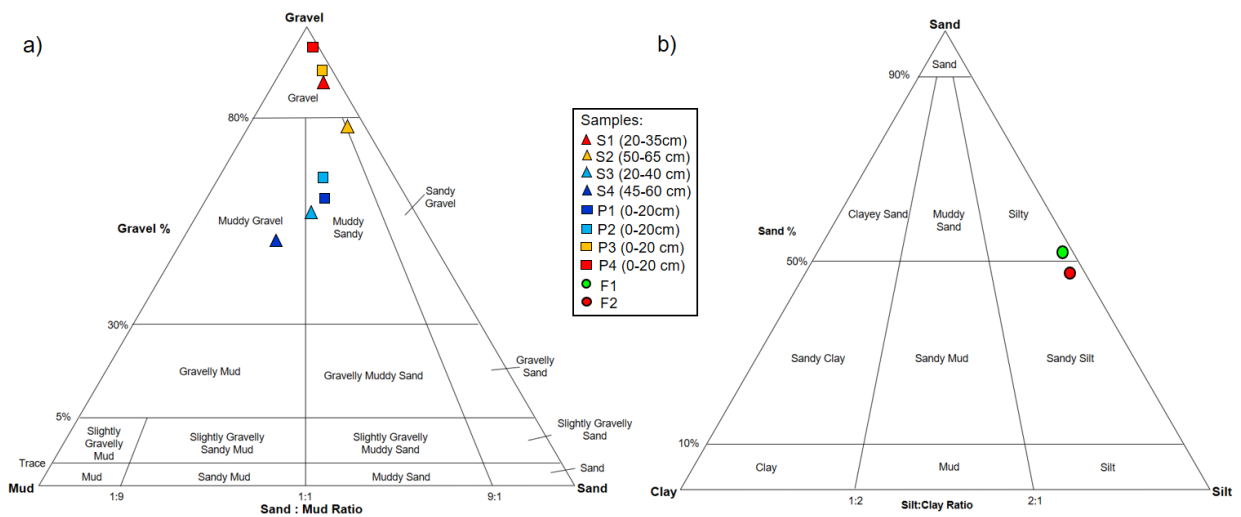 a)
Gravel
Gravel
80%
Muddy Gravel
Muddy
Sandy
Sandy
Gravel
Gravel %
30%
Gravelly Mud
Gravelly Muddy Sand
Gravelly
Sand
5%
Slightly
Gravelly
Mud
Slightly Gravelly
Sandy Mud
Slightly Gravelly
Muddy Sand
Slightly Gravelly
Sand
Trace
Mud
Sandy Mud
Muddy Sand
Sand
Mud
1:9
1:1
9:1
Sand
Sand : Mud Ratio
Samples:
S1 (20-35cm)
S2 (50-65 cm)
S3 (20-40 cm)
S4 (45-60 cm)
P1 (0-20cm)
P2 (0-20cm)
P3 (0-20 cm)
P4 (0-20 cm)
F1
F2
b)
Sand
Sand
90%
Clayey Sand
Muddy
Sand
Silty
Sand %
50%
Sandy Clay
Sandy Mud
Sandy Silt
10%
Clay
Mud
Silt
Clay
1:2
Silt:Clay Ratio
2:1
Silt